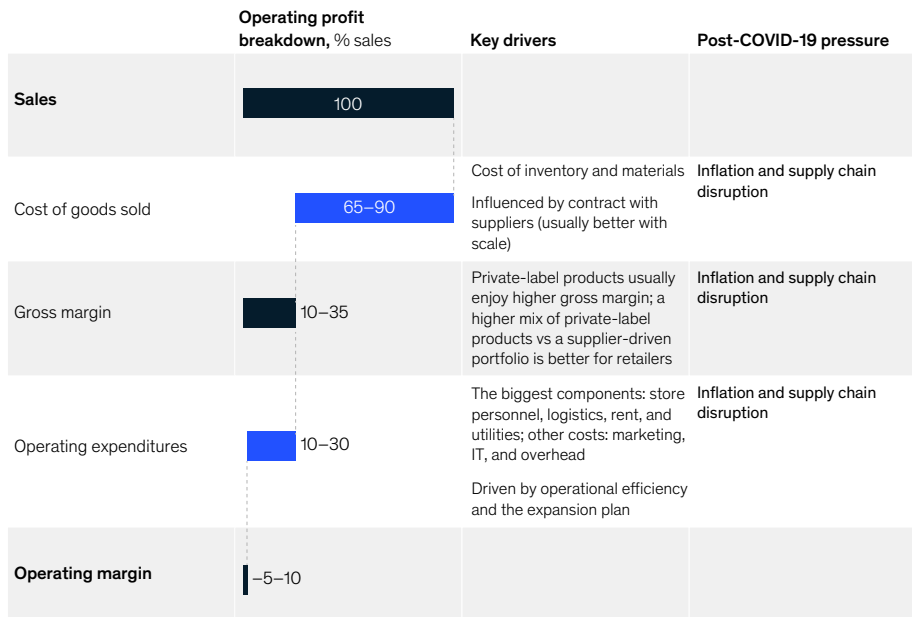 Operating profit
breakdown, % sales
Key drivers
Post-COVID-19 pressure
Sales
100
Cost of goods sold
65–90
Cost of inventory and materials
Influenced by contract with
suppliers (usually better with
scale)
Inflation and supply chain
disruption
Gross margin
10–35
Private-label products usually
enjoy higher gross margin; a
higher mix of private-label
products vs a supplier-driven
portfolio is better for retailers
Inflation and supply chain
disruption
Operating expenditures
10–30
The biggest components: store
personnel, logistics, rent, and
utilities; other costs: marketing,
IT, and overhead
Driven by operational efficiency
and the expansion plan
Inflation and supply chain
disruption
Operating margin
–5–10